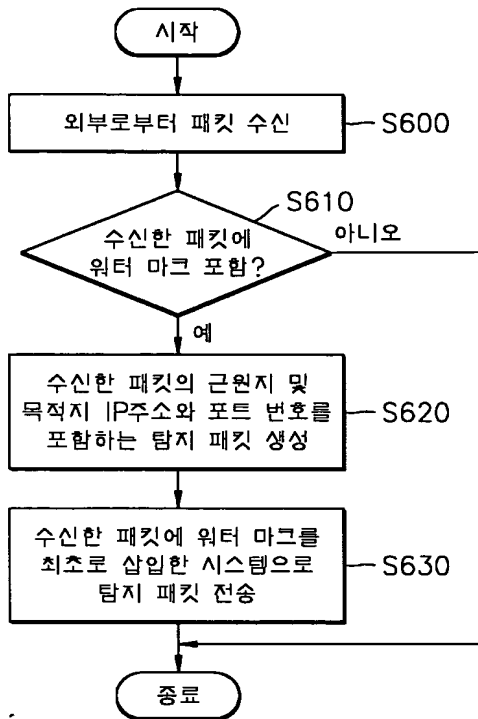 시작
외부로부터 패킷 수신
S600
S610
수신한 패킷에
워터 마크 포함?
아니오
예
수신한 패킷의 근원지 및
목적지 IP주소와 포트 번호를
포함하는 탐지 패킷 생성
S620
수신한 패킷에 워터 마크를
최초로 삽입한 시스템으로
탐지 패킷 전송
S630
종료